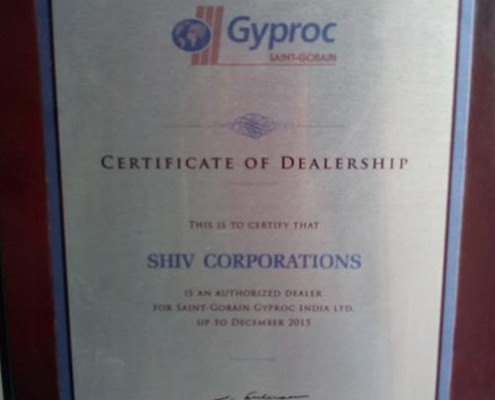 Gyproc
SAINT-GOBAIN
CERTIFICATE OF DEALERSHIP
THIS IS TO CERTIFY THAT
SHIV CORPORATIONS
IS AN AUTHORIZED DEALER
FOR SAINT-GOBAIN GYPROC INDIA LTD.
UP TO DECEMBER 2015